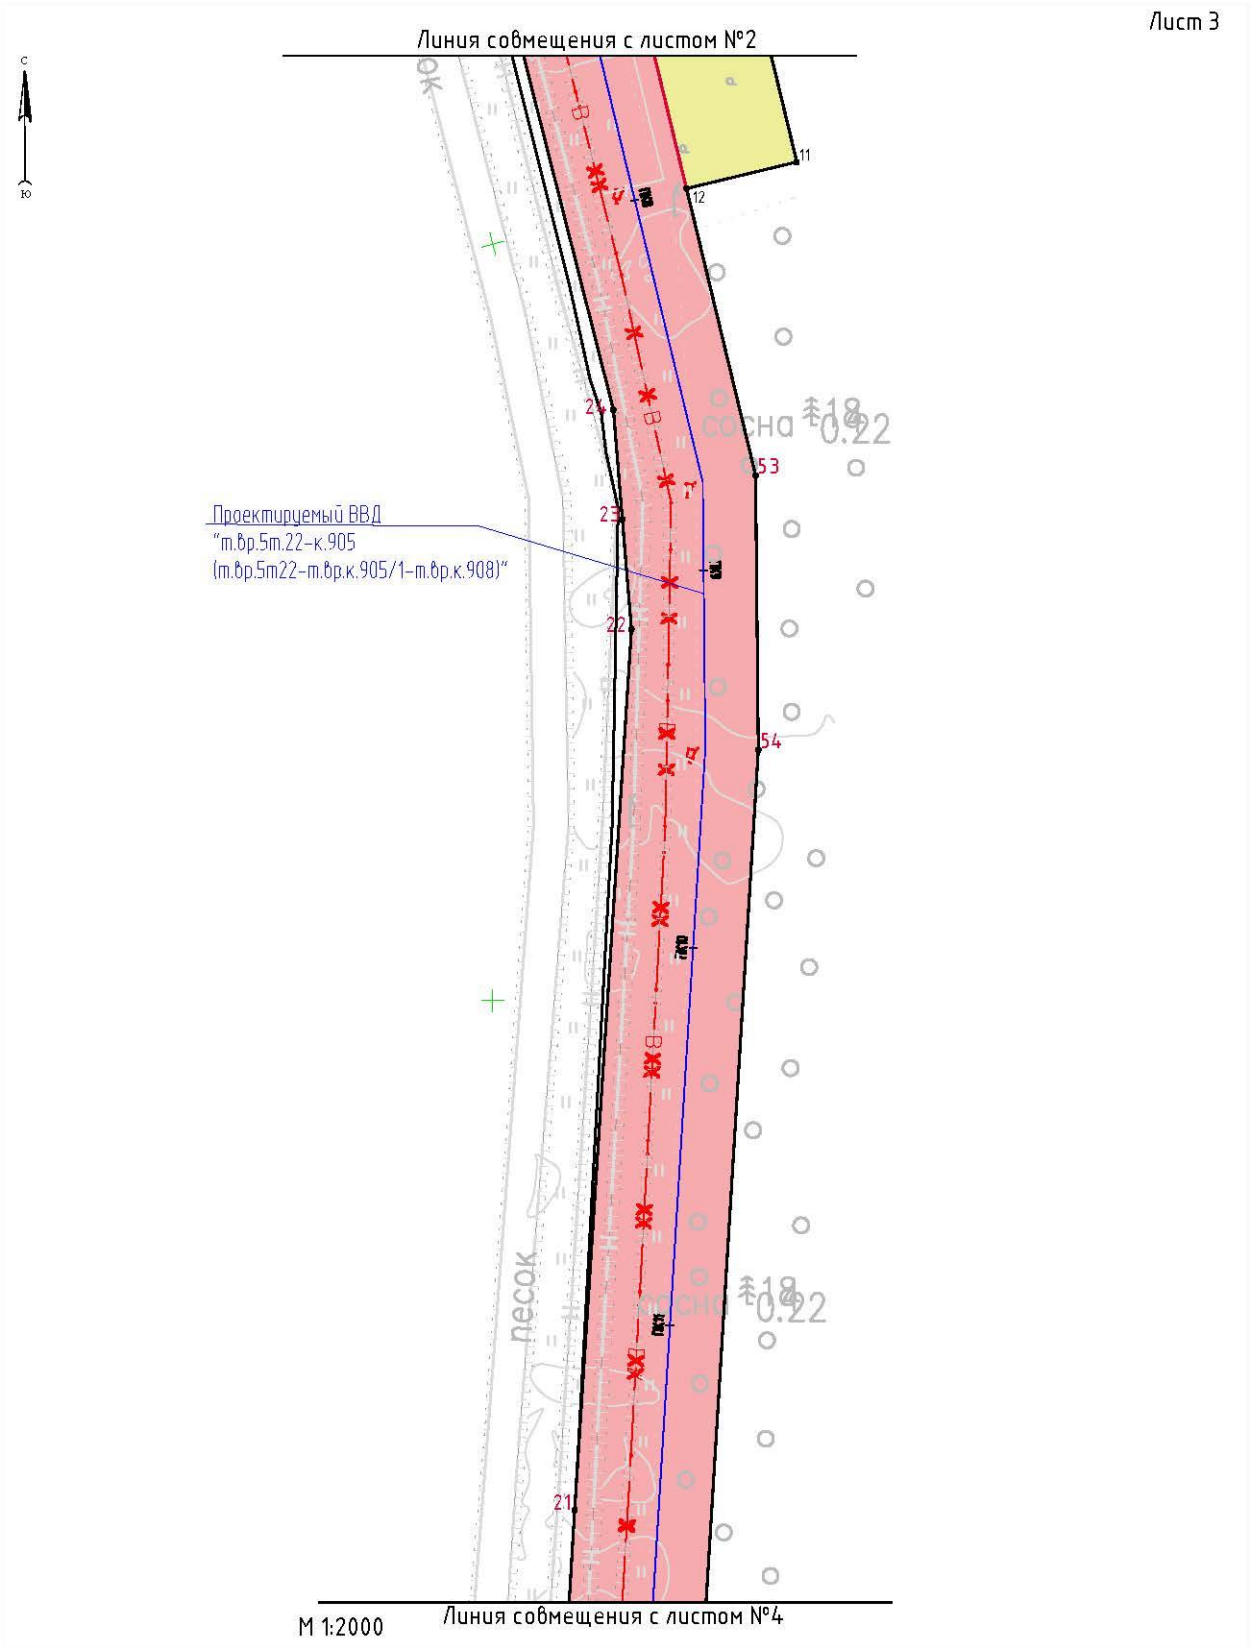 Лист 3
Линия совмещения с листом №2
С
Ю
ок
В
Р
Р
11
12
24
В
сосна 18 0.22
53
23
Проектируемый ВВД
"т.вр.5т.22-к.905
(т.вр.5т22-т.вр.к.905/1-т.вр.к.908)"
22
В
54
В
песок
сосна 18 0.22
В
21
Линия совмещения с листом №4
М 1:2000